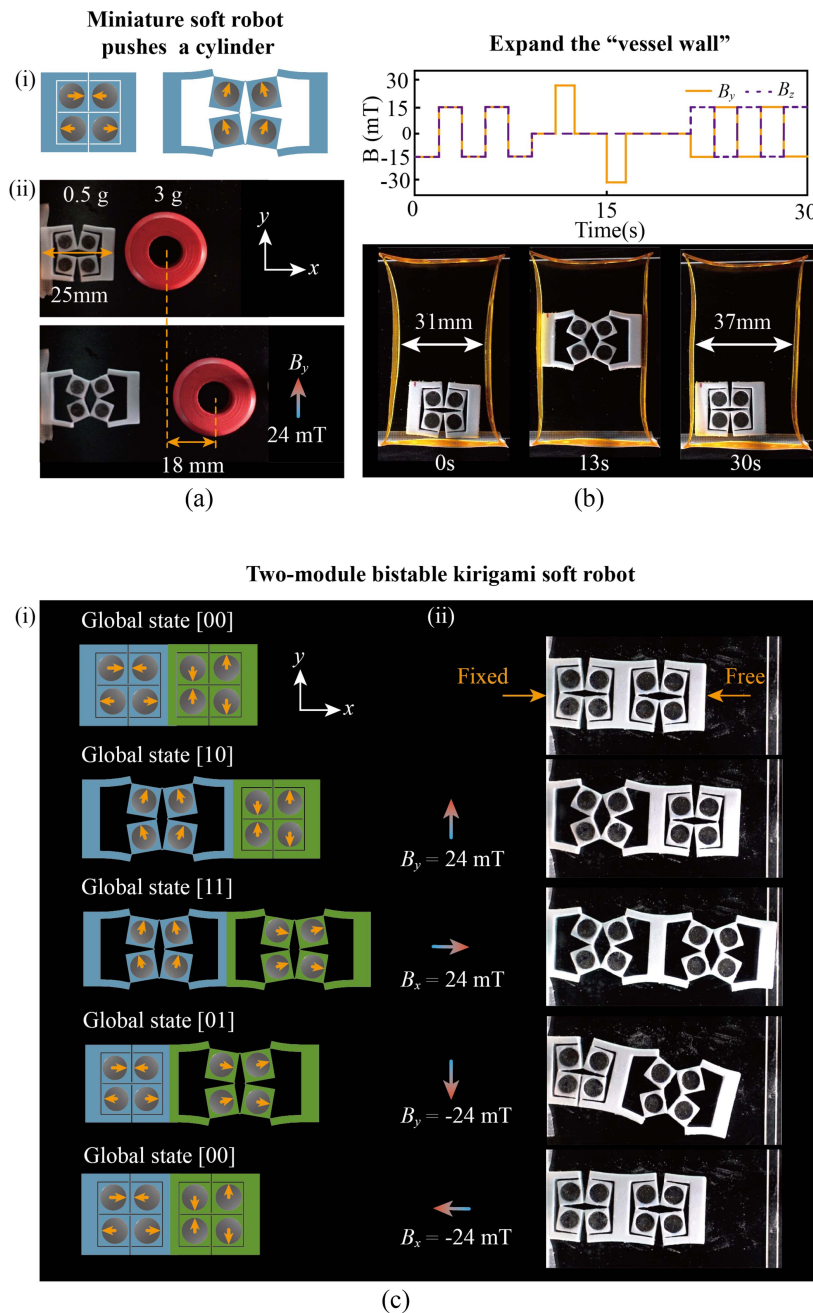 Miniature soft robot
pushes a cylinder
(i)
(ii)
0.5 g
3 g
25mm
y
x
B_y
24 mT
18 mm
(a)
Expand the “vessel wall”
B (mT)
30
15
0
-15
-30
B_y
B_z
0
15
30
Time(s)
31mm
37mm
0s
13s
30s
(b)
Two-module bistable kirigami soft robot
(i)
(ii)
Global state [00]
y
x
Fixed
Free
Global state [10]
B_y = 24 mT
Global state [11]
B_x = 24 mT
Global state [01]
B_y = -24 mT
Global state [00]
B_x = -24 mT
(c)